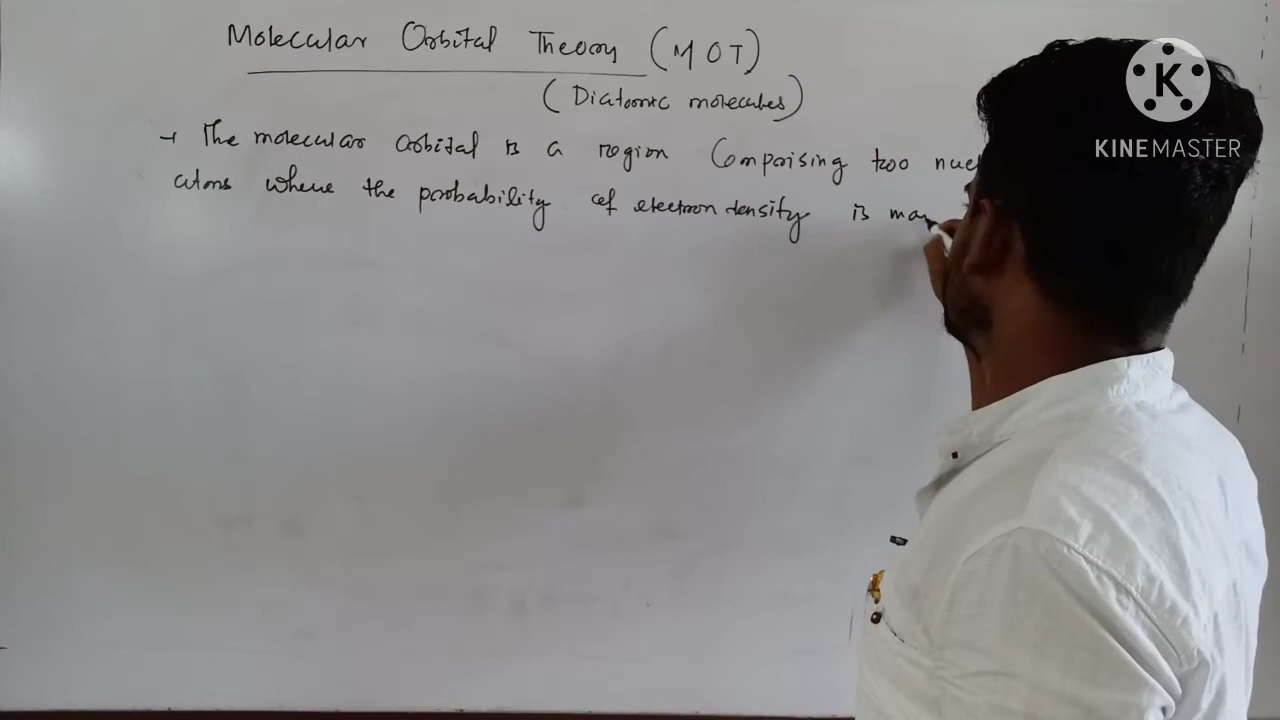 Molecular Orbital Theory (MOT)
(Diatomic molecules)
→ The molecular orbital is a region Comprising two nuc
atoms where the probability of electron density is ma
K
KINEMASTER